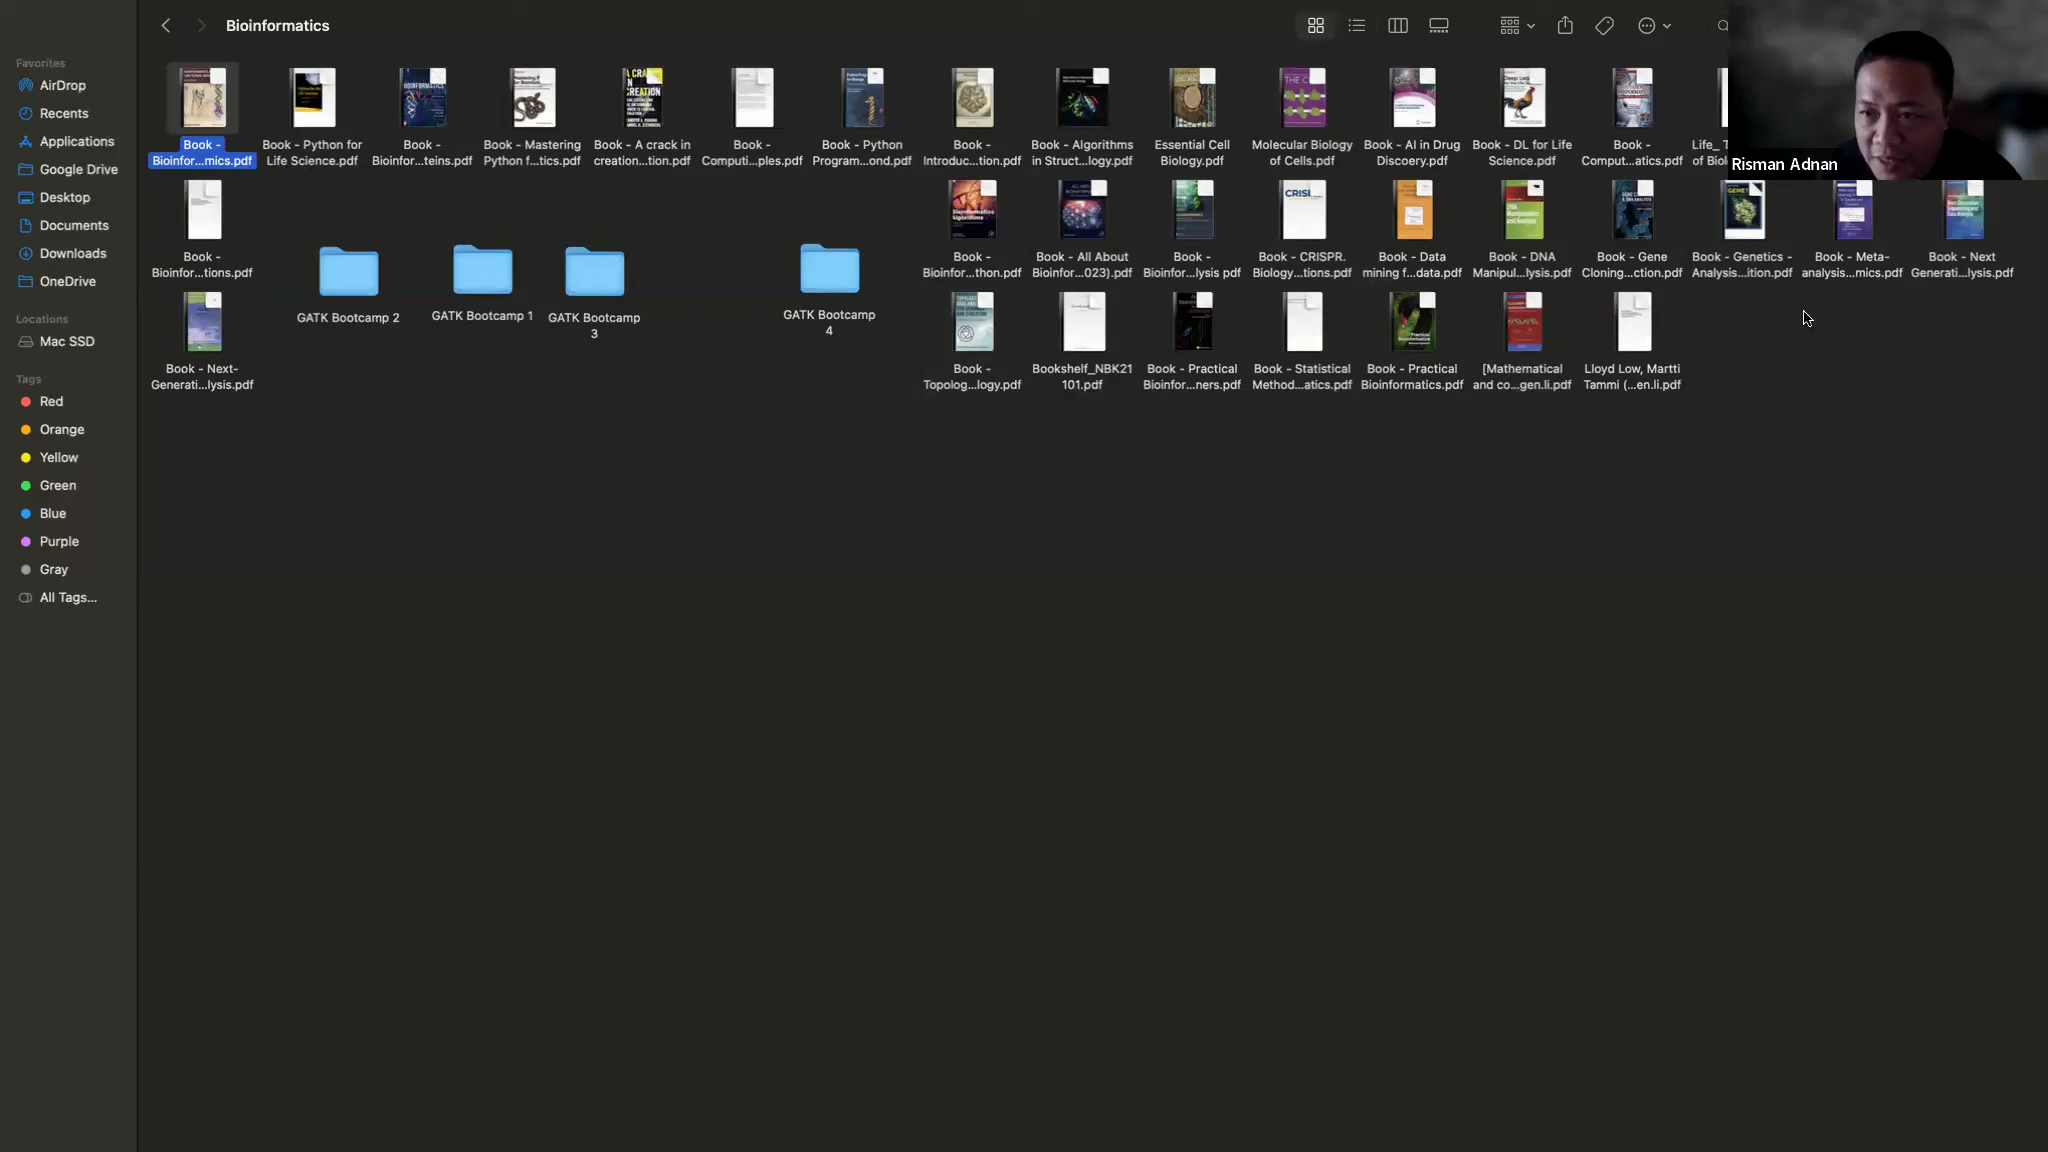 Bioinformatics
Favorites
AirDrop
Recents
Applications
Google Drive
Desktop
Documents
Downloads
OneDrive
Locations
Mac SSD
Tags
Red
Orange
Yellow
Green
Blue
Purple
Gray
All Tags...
Book -
Bioinfor...mics.pdf
Book - Python for
Life Science.pdf
Book -
Bioinfor...teins.pdf
Book - Mastering
Python f...tics.pdf
Book - A crack in
creation...tion.pdf
Book -
Computi...ples.pdf
Book - Python
Program...ond.pdf
Book -
Introduc...tion.pdf
Book - Algorithms
in Struct...logy.pdf
Essential Cell
Biology.pdf
Molecular Biology
of Cells.pdf
Book - AI in Drug
Discoery.pdf
Book - DL for Life
Science.pdf
Book -
Comput...atics.pdf
Risman Adnan
Book -
Bioinfor...tions.pdf
GATK Bootcamp 2
GATK Bootcamp 1
GATK Bootcamp
3
GATK Bootcamp
4
Book -
Bioinfor...thon.pdf
Book - All About
Bioinfor...023).pdf
Book -
Bioinfor...lysis pdf
Book - CRISPR.
Biology...tions.pdf
Book - Data
mining f...data.pdf
Book - DNA
Manipul...lysis.pdf
Book - Gene
Cloning...ction.pdf
Book - Genetics -
Analysis...ition.pdf
Book - Meta-
analysis...mics.pdf
Book - Next
Generati...lysis.pdf
Book - Next-
Generati...lysis.pdf
Book -
Topolog...logy.pdf
Bookshelf_NBK21
101.pdf
Book - Practical
Bioinfor...ners.pdf
Book - Statistical
Method...atics.pdf
Book - Practical
Bioinformatics.pdf
[Mathematical
and co...gen.li.pdf
Lloyd Low, Martti
Tammi (...en.li.pdf